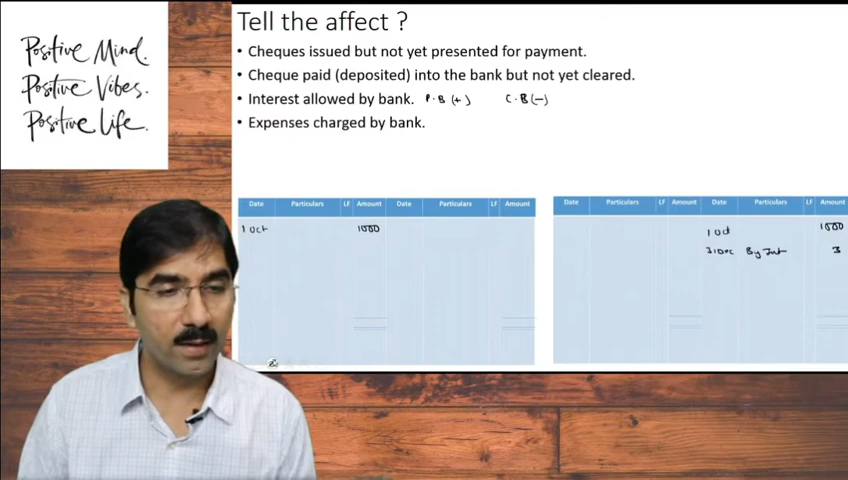 Positive Mind.
Positive Vibes.
Positive Life.
Tell the affect ?
• Cheques issued but not yet presented for payment.
• Cheque paid (deposited) into the bank but not yet cleared.
• Interest allowed by bank. P.B (+) C.B (-)
• Expenses charged by bank.
Date Particulars LF Amount Date Particulars LF Amount
1 Oct 1000
Date Particulars LF Amount Date Particulars LF Amount
1 Oct 1000
31 Dec By Int 3